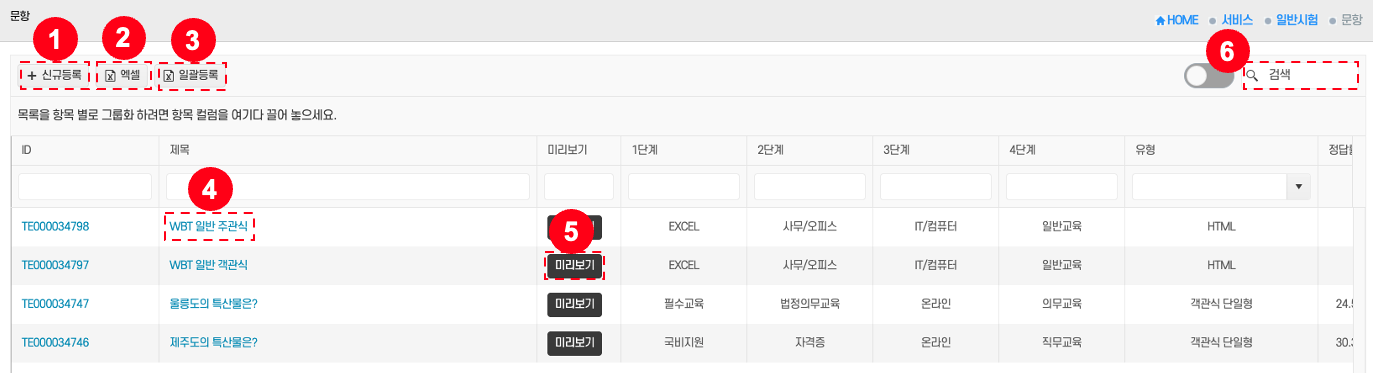 문항
HOME 서비스 일반시험 문항
1 2 3 6
신규등록 엑셀 일괄등록 검색
목록을 항목 별로 그룹화 하려면 항목 컬럼을 여기다 끌어 놓으세요.
ID 제목 미리보기 1단계 2단계 3단계 4단계 유형
4
TE000034798 WBT 일반 주관식 EXCEL 사무/오피스 IT/컴퓨터 일반교육 HTML
5
TE000034797 WBT 일반 객관식 미리보기 EXCEL 사무/오피스 IT/컴퓨터 일반교육 HTML
TE000034747 울릉도의 특산물은? 미리보기 필수교육 법정의무교육 온라인 의무교육 객관식 단일형
TE000034746 제주도의 특산물은? 미리보기 국비지원 자격증 온라인 직무교육 객관식 단일형